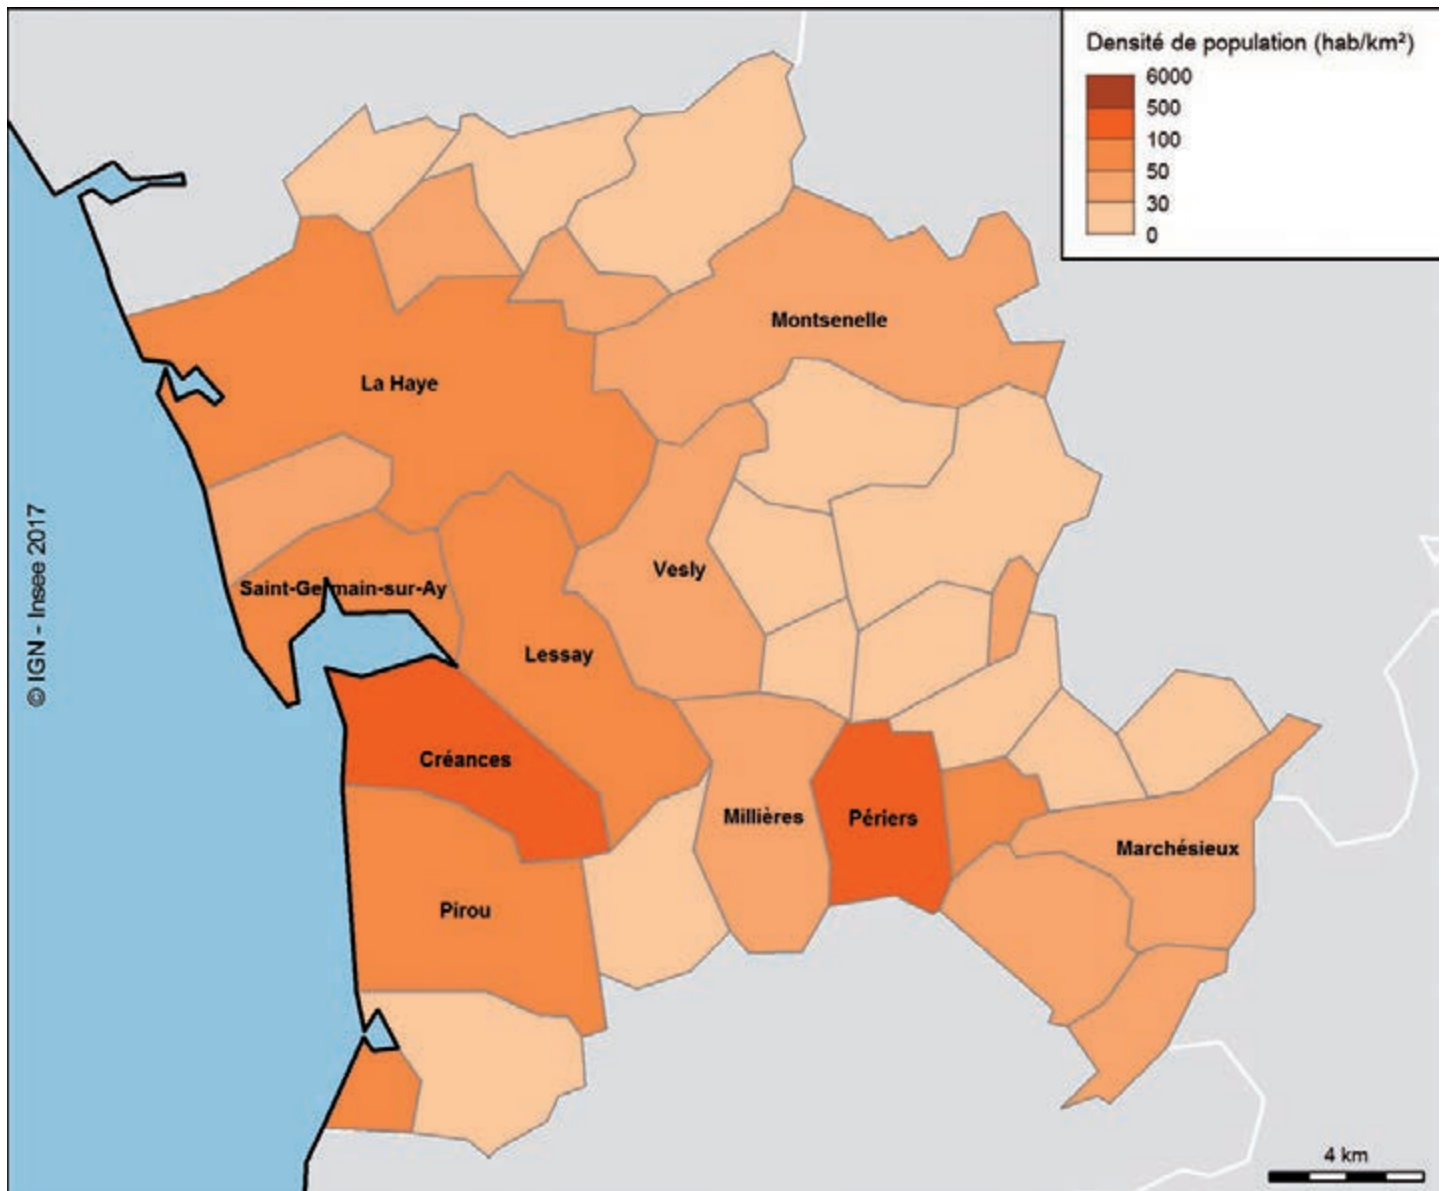 Densité de population (hab/km²)
6000
500
100
50
30
0
Montsenelle
La Haye
Vesly
Saint-Germain-sur-Ay
Lessay
Créances
Millières
Périers
Marchésieux
Pirou
© IGN - Insee 2017
4 km